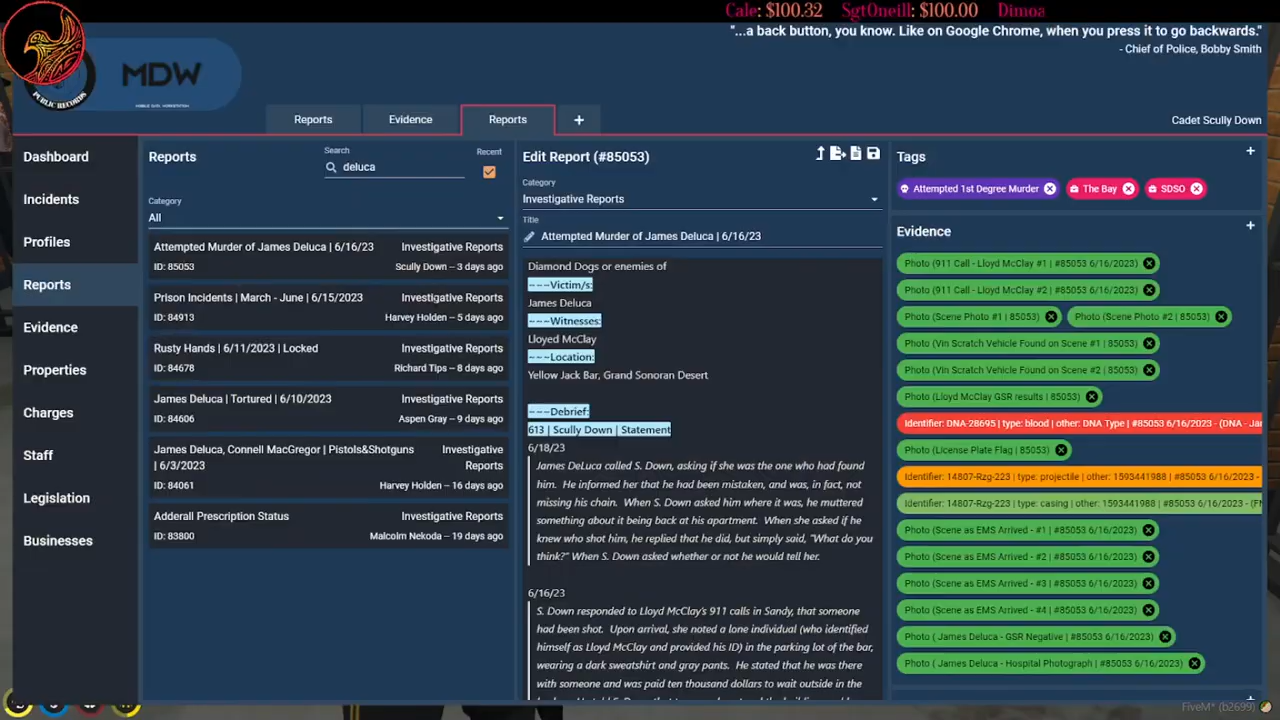 Cale: $100.32 SgtOneill: $100.00 Dimoa
"...a back button, you know. Like on Google Chrome, when you press it to go backwards."
- Chief of Police, Bobby Smith
MDW
MOBILE DATA WORKSTATION
PUBLIC RECORDS
Reports
Evidence
Reports
+
Cadet Scully Down
Dashboard
Incidents
Profiles
Reports
Evidence
Properties
Charges
Staff
Legislation
Businesses
Reports
Search
deluca
Recent
Category
All
Attempted Murder of James Deluca | 6/16/23 Investigative Reports
ID: 85053 Scully Down – 3 days ago
Prison Incidents | March - June | 6/15/2023 Investigative Reports
ID: 84913 Harvey Holden – 5 days ago
Rusty Hands | 6/11/2023 | Locked Investigative Reports
ID: 84678 Richard Tips – 8 days ago
James Deluca | Tortured | 6/10/2023 Investigative Reports
ID: 84606 Aspen Gray – 9 days ago
James Deluca, Connell MacGregor | Pistols&Shotguns Investigative
| 6/3/2023 Reports
ID: 84061 Harvey Holden – 16 days ago
Adderall Prescription Status Investigative Reports
ID: 83800 Malcolm Nekoda – 19 days ago
Edit Report (#85053)
Category
Investigative Reports
Title
Attempted Murder of James Deluca | 6/16/23
Diamond Dogs or enemies of
~~~Victim/s:
James Deluca
~~~Witnesses:
Lloyed McClay
~~~Location:
Yellow Jack Bar, Grand Sonoran Desert
~~~Debrief:
613 | Scully Down | Statement
6/18/23
James DeLuca called S. Down, asking if she was the one who had found
him. He informed her that he had been mistaken, and was, in fact, not
missing his chain. When S. Down asked him where it was, he muttered
something about it being back at his apartment. When she asked if he
knew who shot him, he replied that he did, but simply said, "What do you
think?" When S. Down asked whether or not he would tell her.
6/16/23
S. Down responded to Lloyd McClay's 911 calls in Sandy, that someone
had been shot. Upon arrival, she noted a lone individual (who identified
himself as Lloyd McClay and provided his ID) in the parking lot of the bar,
wearing a dark sweatshirt and gray pants. He stated that he was there
with someone and was paid ten thousand dollars to wait outside in the
Tags
+
Attempted 1st Degree Murder
The Bay
SDSO
Evidence
+
Photo (911 Call - Lloyd McClay #1 | #85053 6/16/2023)
Photo (911 Call - Lloyd McClay #2 | #85053 6/16/2023)
Photo (Scene Photo #1 | 85053)
Photo (Scene Photo #2 | 85053)
Photo (Vin Scratch Vehicle Found on Scene #1 | 85053)
Photo (Vin Scratch Vehicle Found on Scene #2 | 85053)
Photo (Lloyd McClay GSR results | 85053)
Identifier: DNA-28695 | type: blood | other: DNA Type | #85053 6/16/2023 - (DNA - Jar
Photo (License Plate Flag | 85053)
Identifier: 14807-Rzg-223 | type: projectile | other: 1593441988 | #85053 6/16/2023 -
Identifier: 14807-Rzg-223 | type: casing | other: 1593441988 | #85053 6/16/2023 - (FN
Photo (Scene as EMS Arrived - #1 | #85053 6/16/2023)
Photo (Scene as EMS Arrived - #2 | #85053 6/16/2023)
Photo (Scene as EMS Arrived - #3 | #85053 6/16/2023)
Photo (Scene as EMS Arrived - #4 | #85053 6/16/2023)
Photo ( James Deluca - GSR Negative | #85053 6/16/2023)
Photo ( James Deluca - Hospital Photograph | #85053 6/16/2023)
FiveM* (b2699)